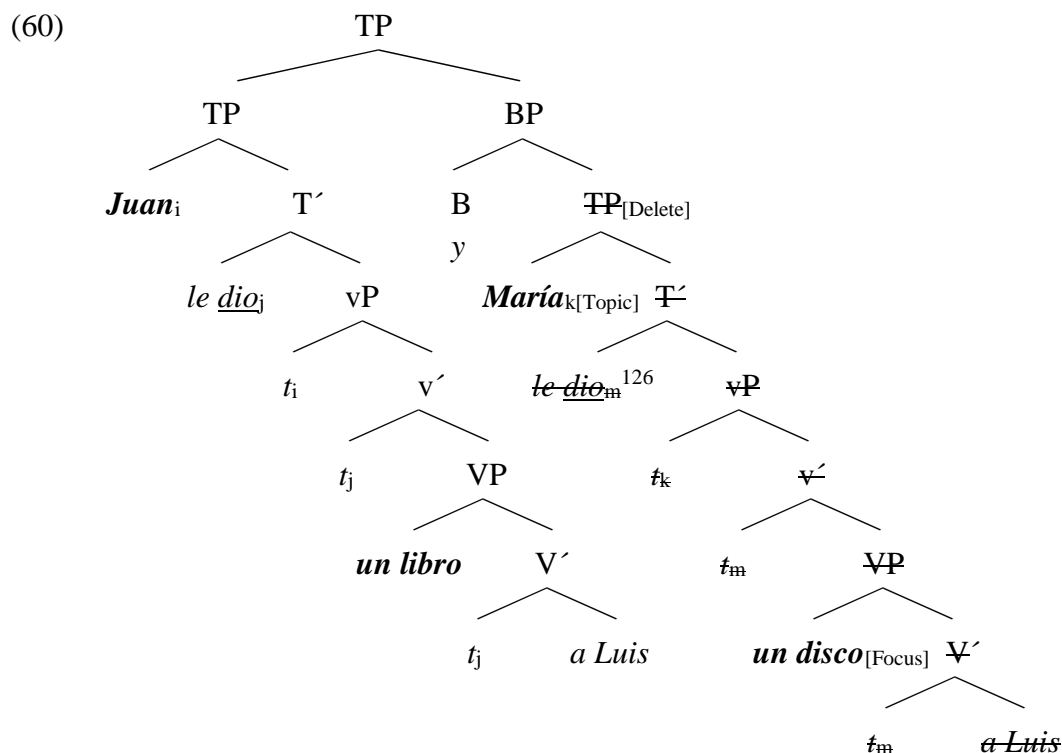 (60) TP
TP BP
Juani T´ B TP[Delete]
y
le dioj vP Maríak[Topic] T´
ti v´ le diom126 vP
tj VP tk v´
un libro V´ tm VP
tj a Luis un disco[Focus] V´
tm a Luis